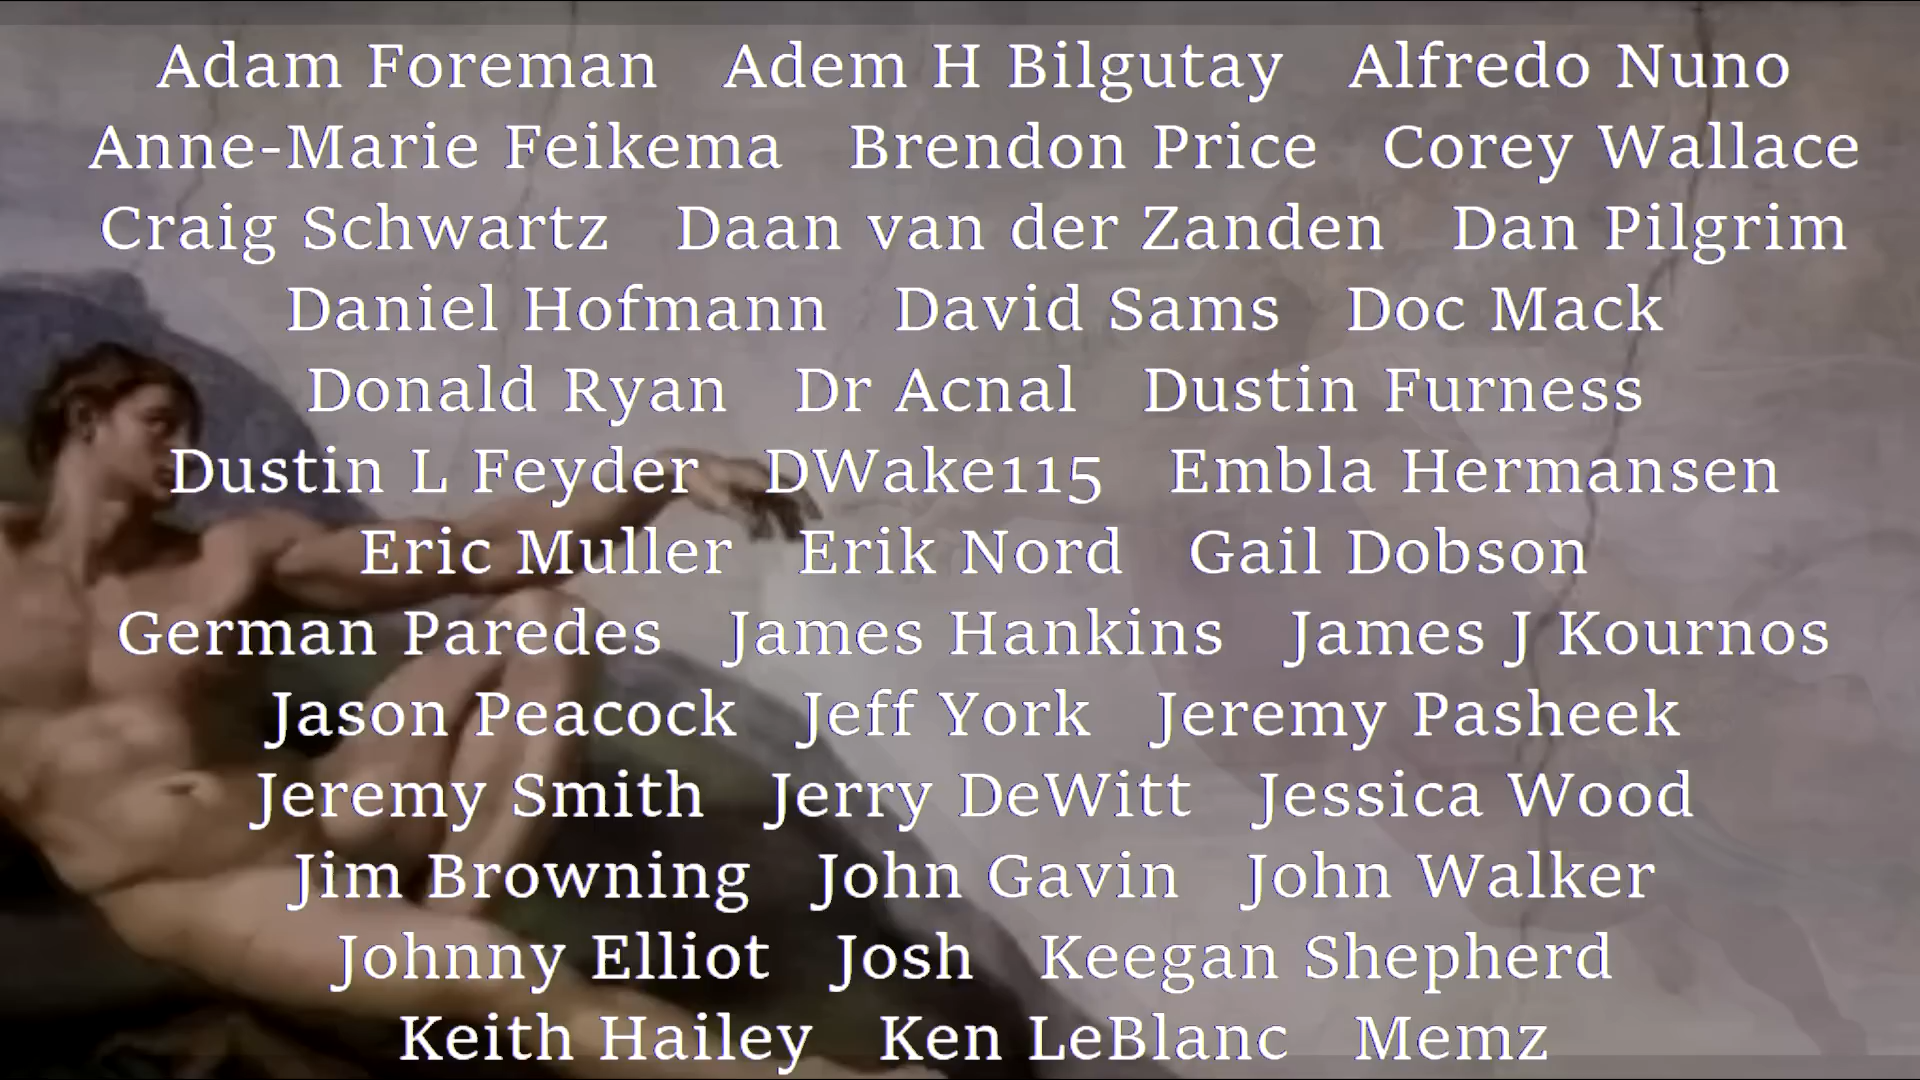 Adam Foreman Adem H Bilgutay Alfredo Nuno
Anne-Marie Feikema Brendon Price Corey Wallace
Craig Schwartz Daan van der Zanden Dan Pilgrim
Daniel Hofmann David Sams Doc Mack
Donald Ryan Dr Acnal Dustin Furness
Dustin L Feyder DWake115 Embla Hermansen
Eric Muller Erik Nord Gail Dobson
German Paredes James Hankins James J Kournos
Jason Peacock Jeff York Jeremy Pasheek
Jeremy Smith Jerry DeWitt Jessica Wood
Jim Browning John Gavin John Walker
Johnny Elliot Josh Keegan Shepherd
Keith Hailey Ken LeBlanc Memz